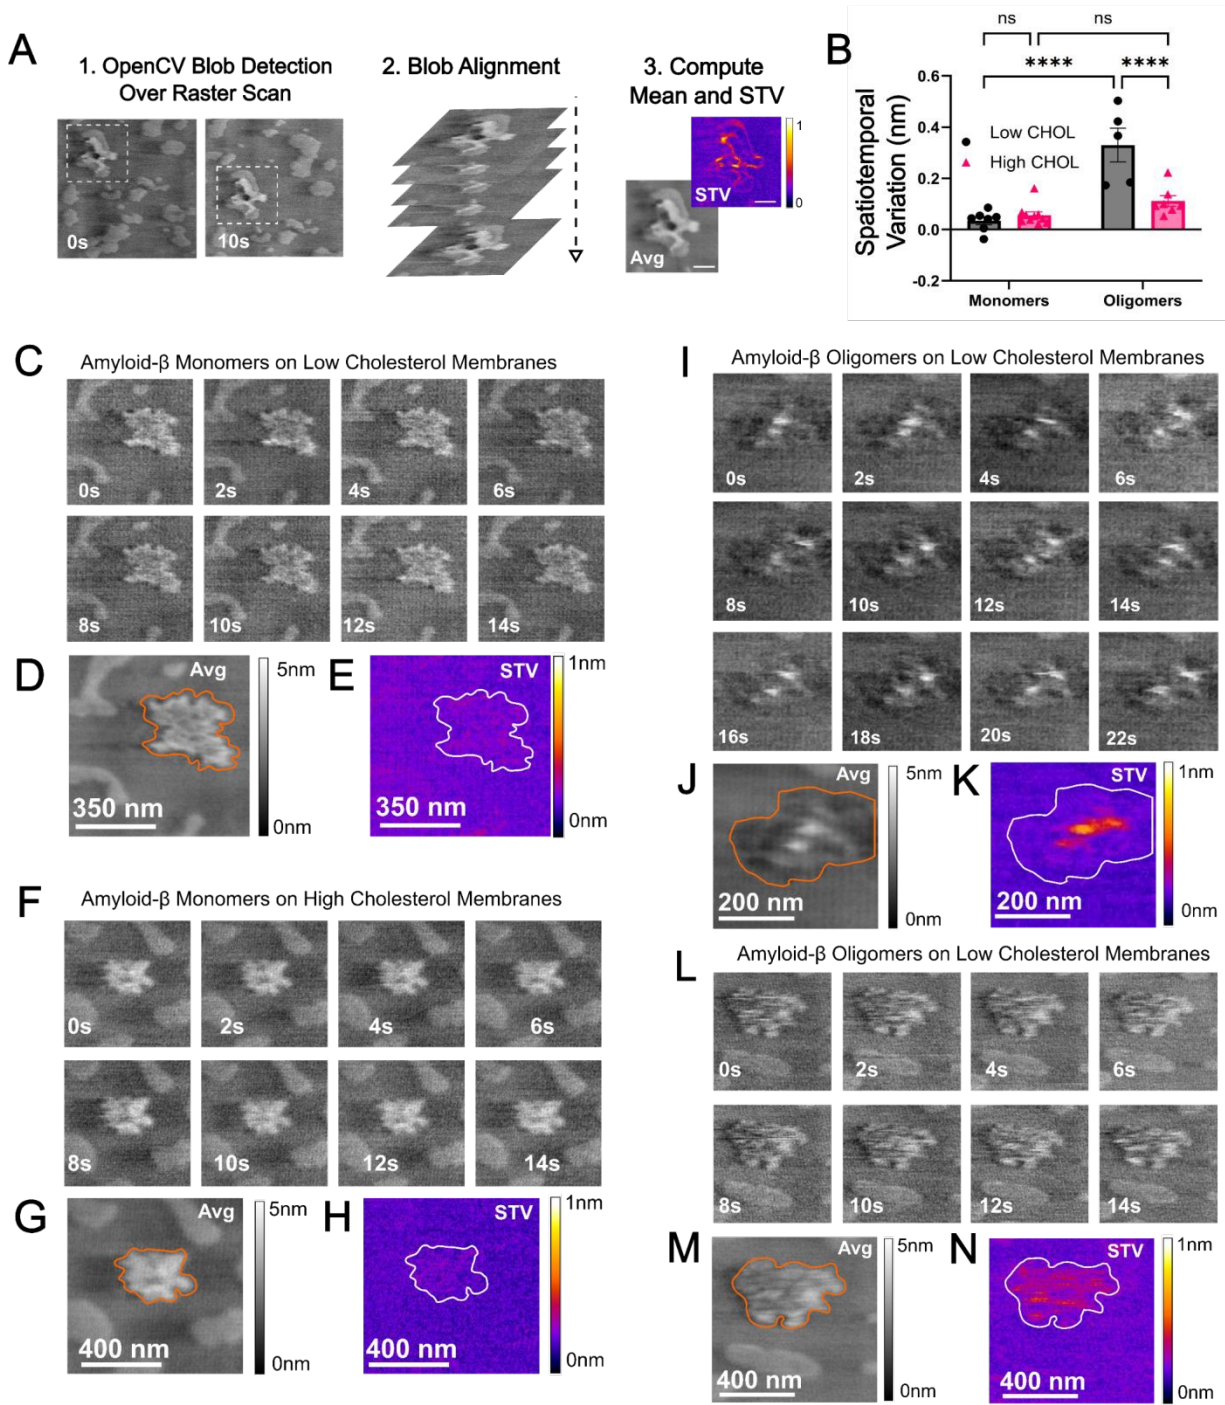 A
1. OpenCV Blob Detection
Over Raster Scan
0s
10s
2. Blob Alignment
3. Compute
Mean and STV
STV
1
0
Avg
B
ns
ns
****
****
Spatiotemporal
Variation (nm)
0.6
0.4
0.2
0.0
-0.2
Low CHOL
High CHOL
Monomers
Oligomers
C
Amyloid-β Monomers on Low Cholesterol Membranes
0s
2s
4s
6s
8s
10s
12s
14s
D
Avg
350 nm
5nm
0nm
E
STV
350 nm
1nm
0nm
F
Amyloid-β Monomers on High Cholesterol Membranes
0s
2s
4s
6s
8s
10s
12s
14s
G
Avg
400 nm
5nm
0nm
H
STV
400 nm
1nm
0nm
I
Amyloid-β Oligomers on Low Cholesterol Membranes
0s
2s
4s
6s
8s
10s
12s
14s
16s
18s
20s
22s
J
Avg
200 nm
5nm
0nm
K
STV
200 nm
1nm
0nm
L
Amyloid-β Oligomers on Low Cholesterol Membranes
0s
2s
4s
6s
8s
10s
12s
14s
M
Avg
400 nm
5nm
0nm
N
STV
400 nm
1nm
0nm